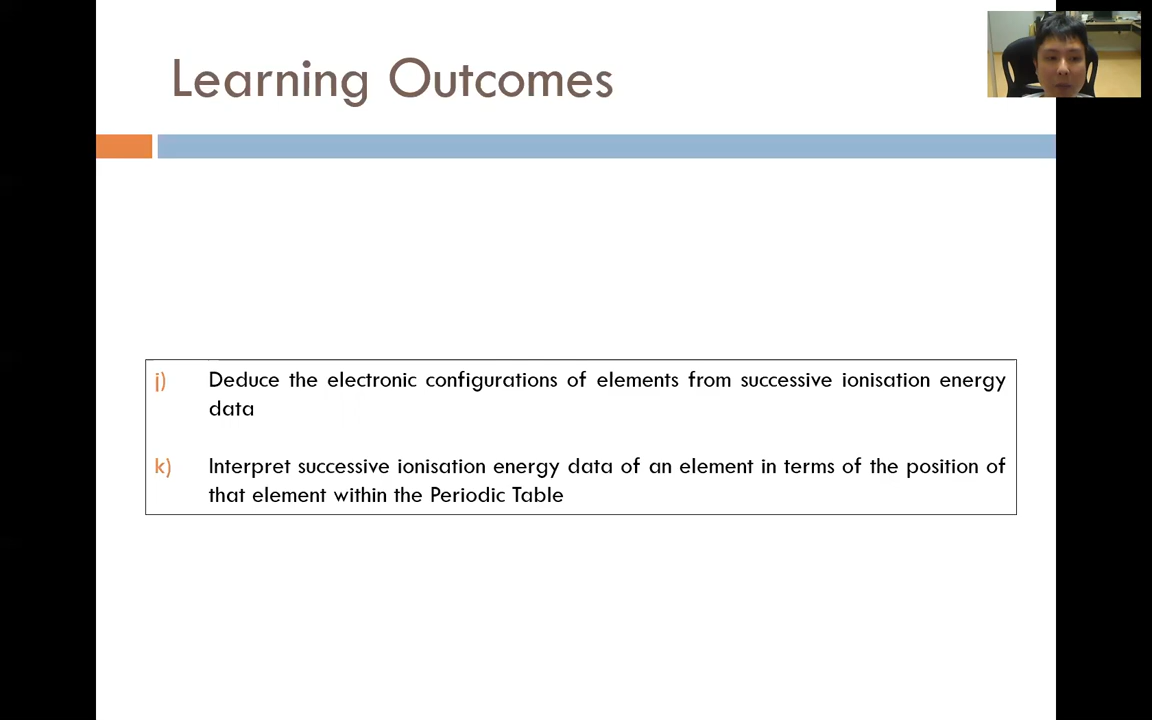 Learning Outcomes
j) Deduce the electronic configurations of elements from successive ionisation energy
data
k) Interpret successive ionisation energy data of an element in terms of the position of
that element within the Periodic Table